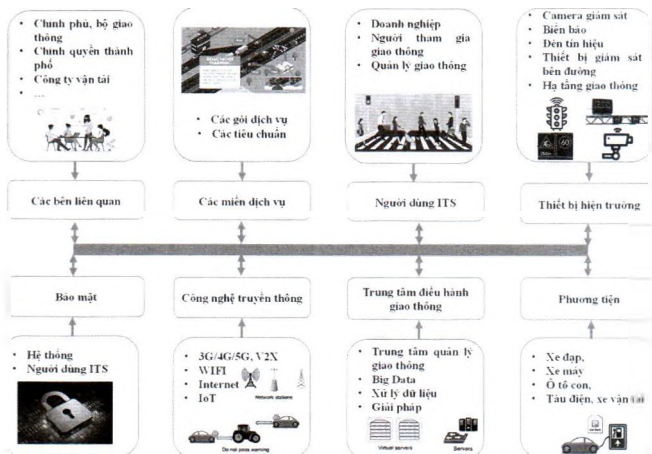 • Chính phủ, bộ giao
thông
• Chính quyền thành
phố
• Công ty vận tải
• ...
• Các gói dịch vụ
• Các tiêu chuẩn
• Doanh nghiệp
• Người tham gia
giao thông
• Quản lý giao thông
• Camera giám sát
• Biển báo
• Đèn tín hiệu
• Thiết bị giám sát
bên đường
• Hạ tầng giao thông
60
Các bên liên quan
Các miền dịch vụ
Người dùng ITS
Thiết bị hiện trường
Bảo mật
Công nghệ truyền thông
Trung tâm điều hành
giao thông
Phương tiện
• Hệ thống
• Người dùng ITS
• 3G/4G/5G, V2X
• WIFI
• Internet
• IoT
Network stations
Do not pass warning
• Trung tâm quản lý
giao thông
• Big Data
• Xử lý dữ liệu
• Giải pháp
Virtual servers
Servers
• Xe đạp,
• Xe máy
• Ô tô con,
• Tàu điện, xe vận tải